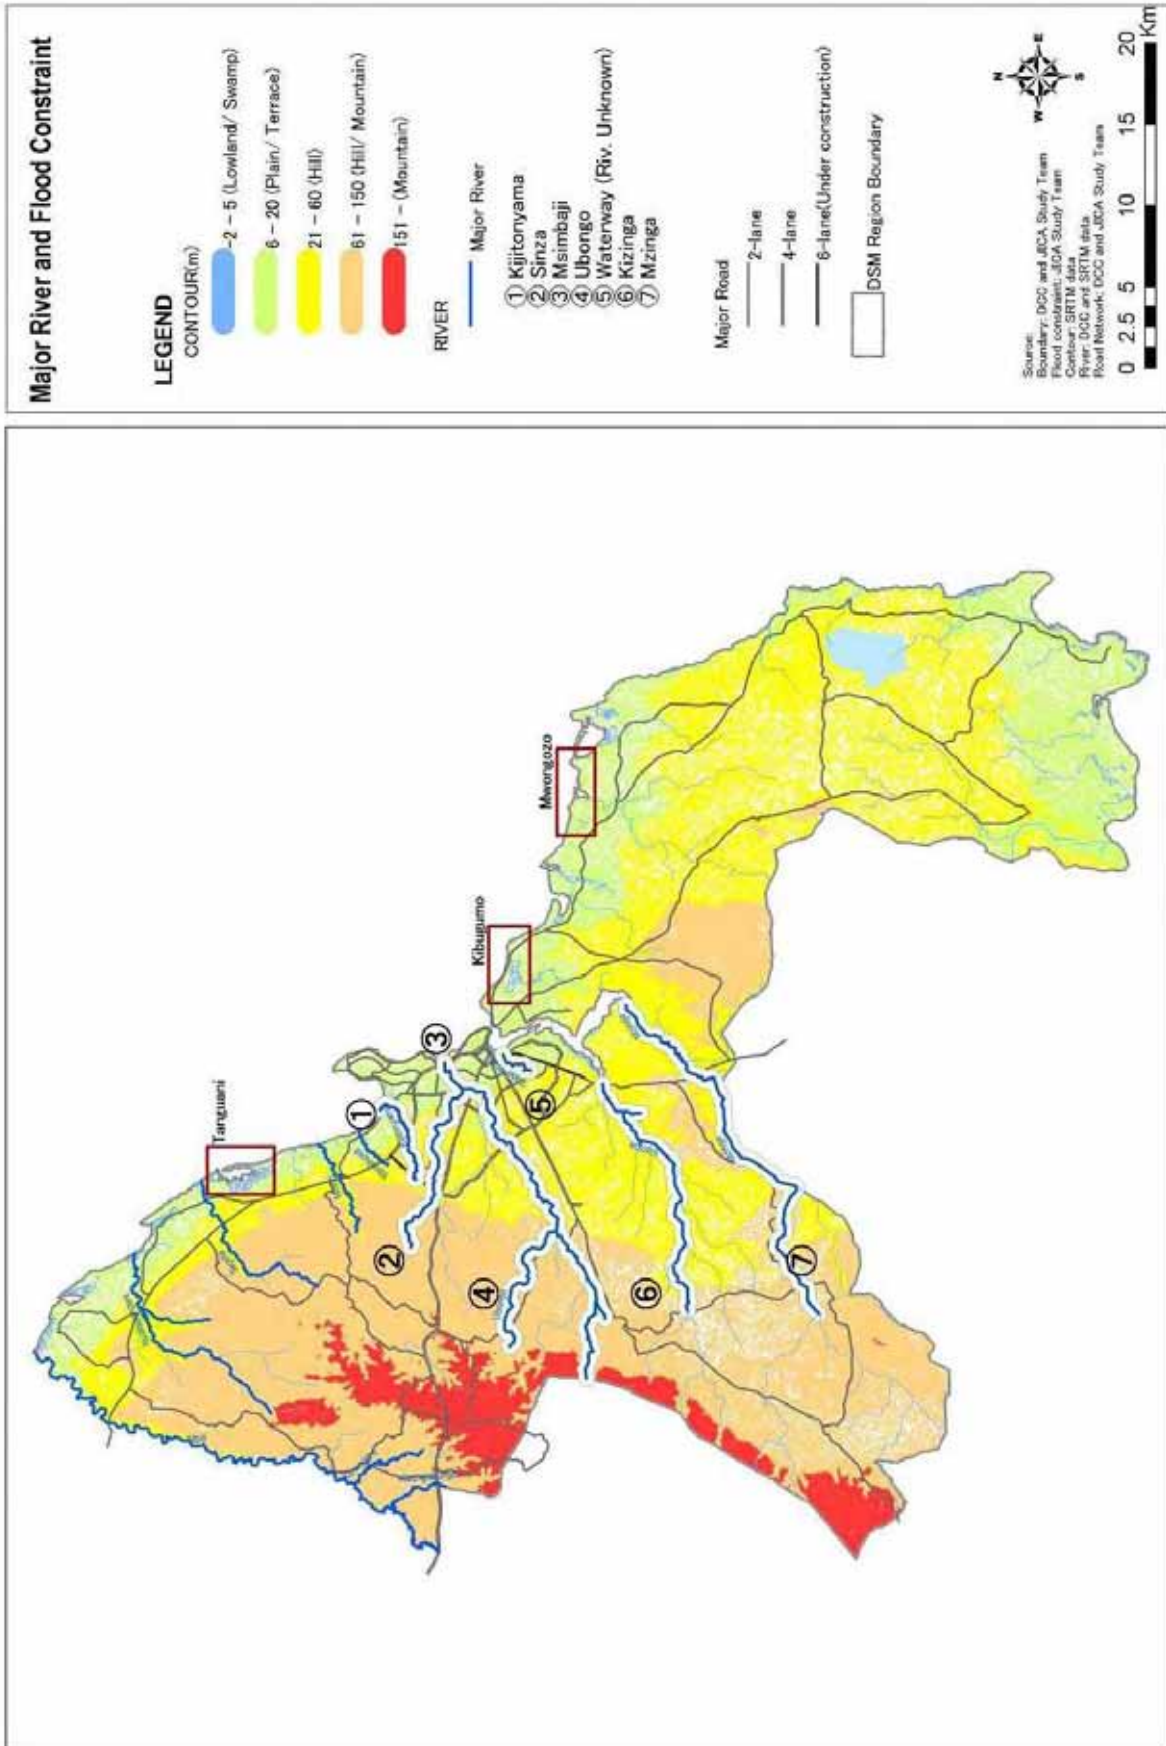 Major River and Flood Constraint
LEGEND
CONTOUR(m)
-2 - 5 (Lowland/ Swamp)
6 - 20 (Plain/ Terrace)
21 - 60 (Hill)
61 - 150 (Hill/ Mountain)
151 - (Mountain)
RIVER
Major River
① Kijitonyama
② Sinza
③ Msimbaji
④ Ubongo
⑤ Waterway (Riv. Unknown)
⑥ Kizinga
⑦ Mzinga
Major Road
2-lane
4-lane
6-lane(Under construction)
DSM Region Boundary
Source:
Boundary: DCC and JICA Study Team
Flood constraint: JICA Study Team
Contour: SRTM data
River: DCC and SRTM data
Road Network: DCC and JICA Study Team
N
W
E
S
0 2.5 5 10 15 20
Km
Tanguani
Kibugumo
Mwongozo
①
②
③
④
⑤
⑥
⑦